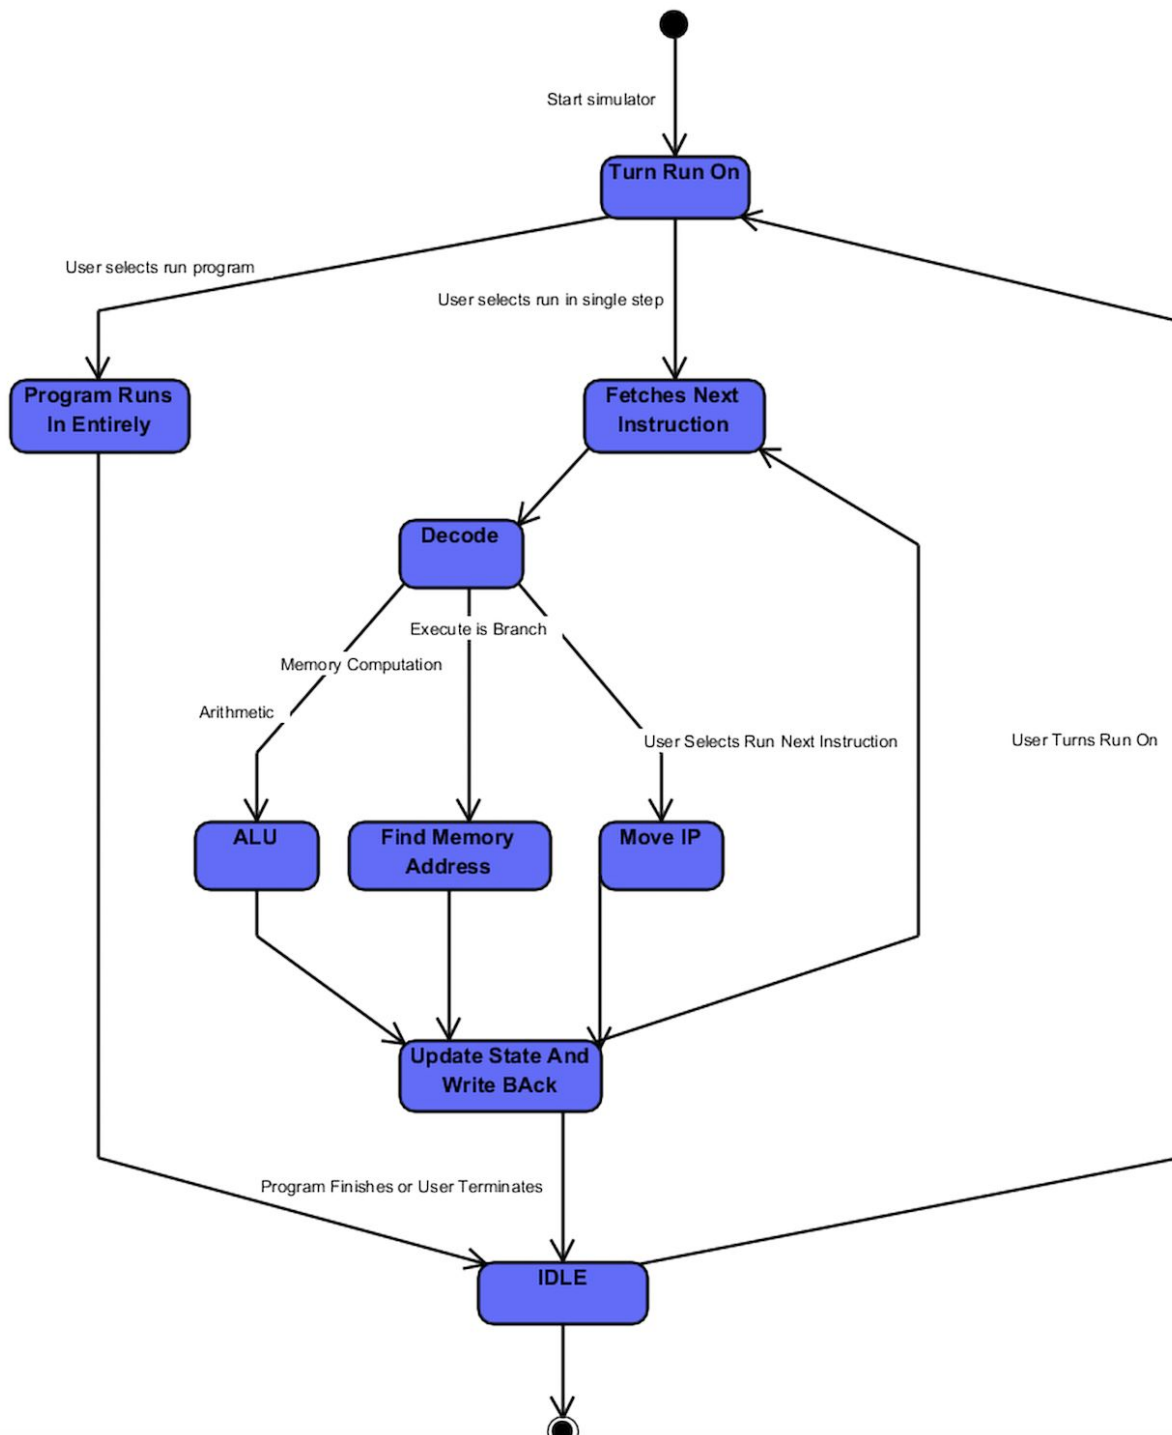 Start simulator
Turn Run On
User selects run program
User selects run in single step
Program Runs
In Entirely
Fetches Next
Instruction
Decode
Execute is Branch
Memory Computation
Arithmetic
User Selects Run Next Instruction
User Turns Run On
ALU
Find Memory
Address
Move IP
Update State And
Write BAck
Program Finishes or User Terminates
IDLE